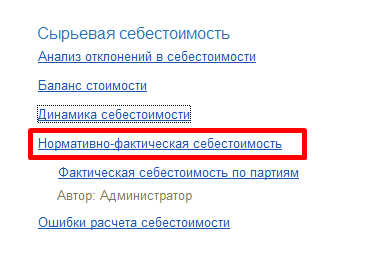 Сырьевая себестоимость
Анализ отклонений в себестоимости
Баланс стоимости
Динамика себестоимости
Нормативно-фактическая себестоимость
Фактическая себестоимость по партиям
Автор: Администратор
Ошибки расчета себестоимости